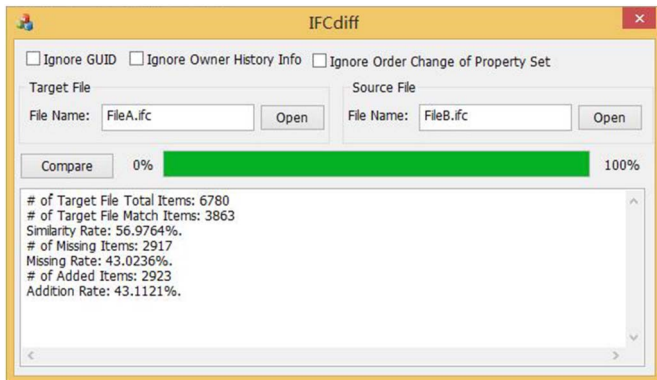 IFCdiff
Ignore GUID Ignore Owner History Info Ignore Order Change of Property Set
Target File Source File
File Name: FileA.ifc Open File Name: FileB.ifc Open
Compare 0% 100%
# of Target File Total Items: 6780
# of Target File Match Items: 3863
Similarity Rate: 56.9764%.
# of Missing Items: 2917
Missing Rate: 43.0236%.
# of Added Items: 2923
Addition Rate: 43.1121%.